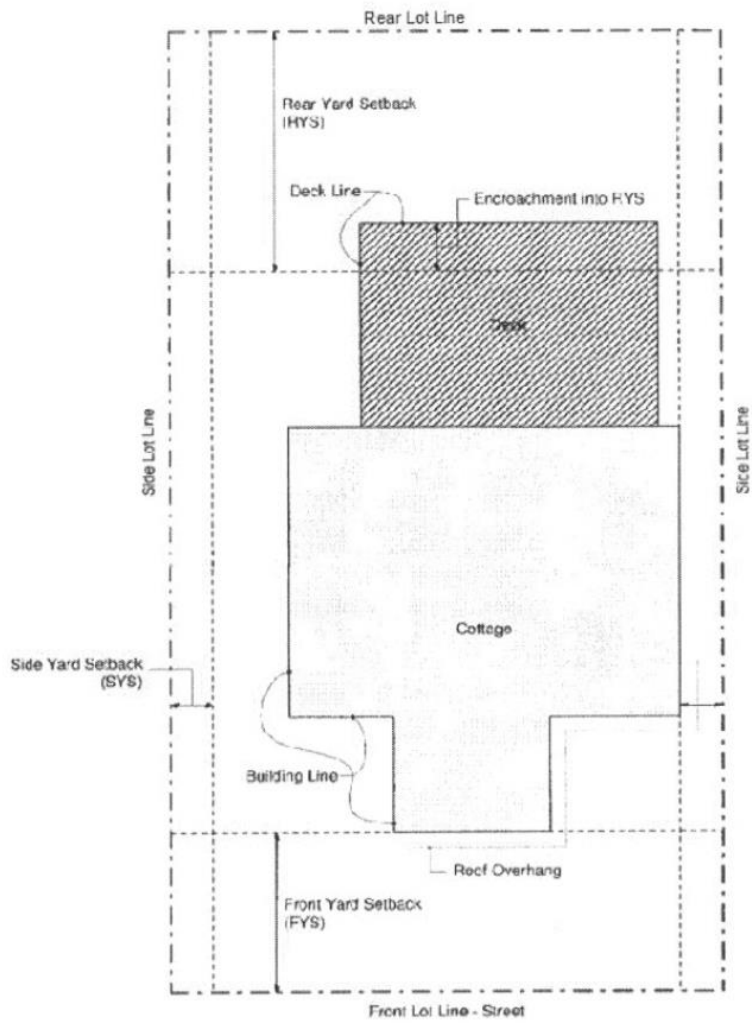 Rear Lot Line
Rear Yard Setback
(RYS)
Deck Line
Encroachment into RYS
Deck
Side Lot Line
Side Lot Line
Cottage
Side Yard Setback
(SYS)
Building Line
Roof Overhang
Front Yard Setback
(FYS)
Front Lot Line - Street